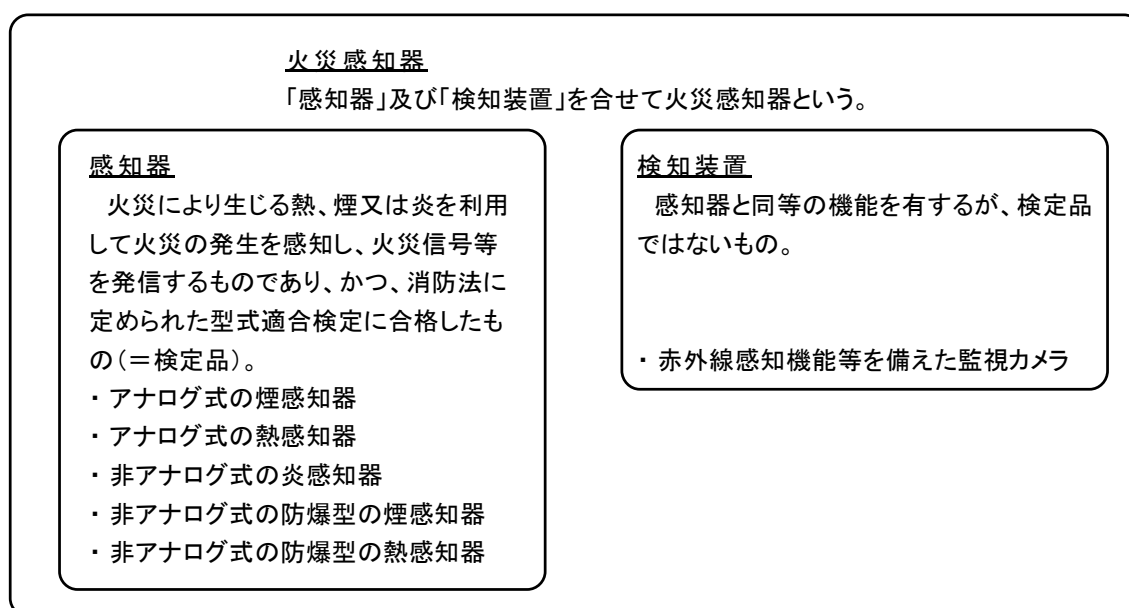 火災感知器
「感知器」及び「検知装置」を合せて火災感知器という。
感知器
火災により生じる熱、煙又は炎を利用
して火災の発生を感知し、火災信号等
を発信するものであり、かつ、消防法に
定められた型式適合検定に合格したも
の(＝検定品)。
・ アナログ式の煙感知器
・ アナログ式の熱感知器
・ 非アナログ式の炎感知器
・ 非アナログ式の防爆型の煙感知器
・ 非アナログ式の防爆型の熱感知器
検知装置
感知器と同等の機能を有するが、検定品
ではないもの。
・ 赤外線感知機能等を備えた監視カメラ